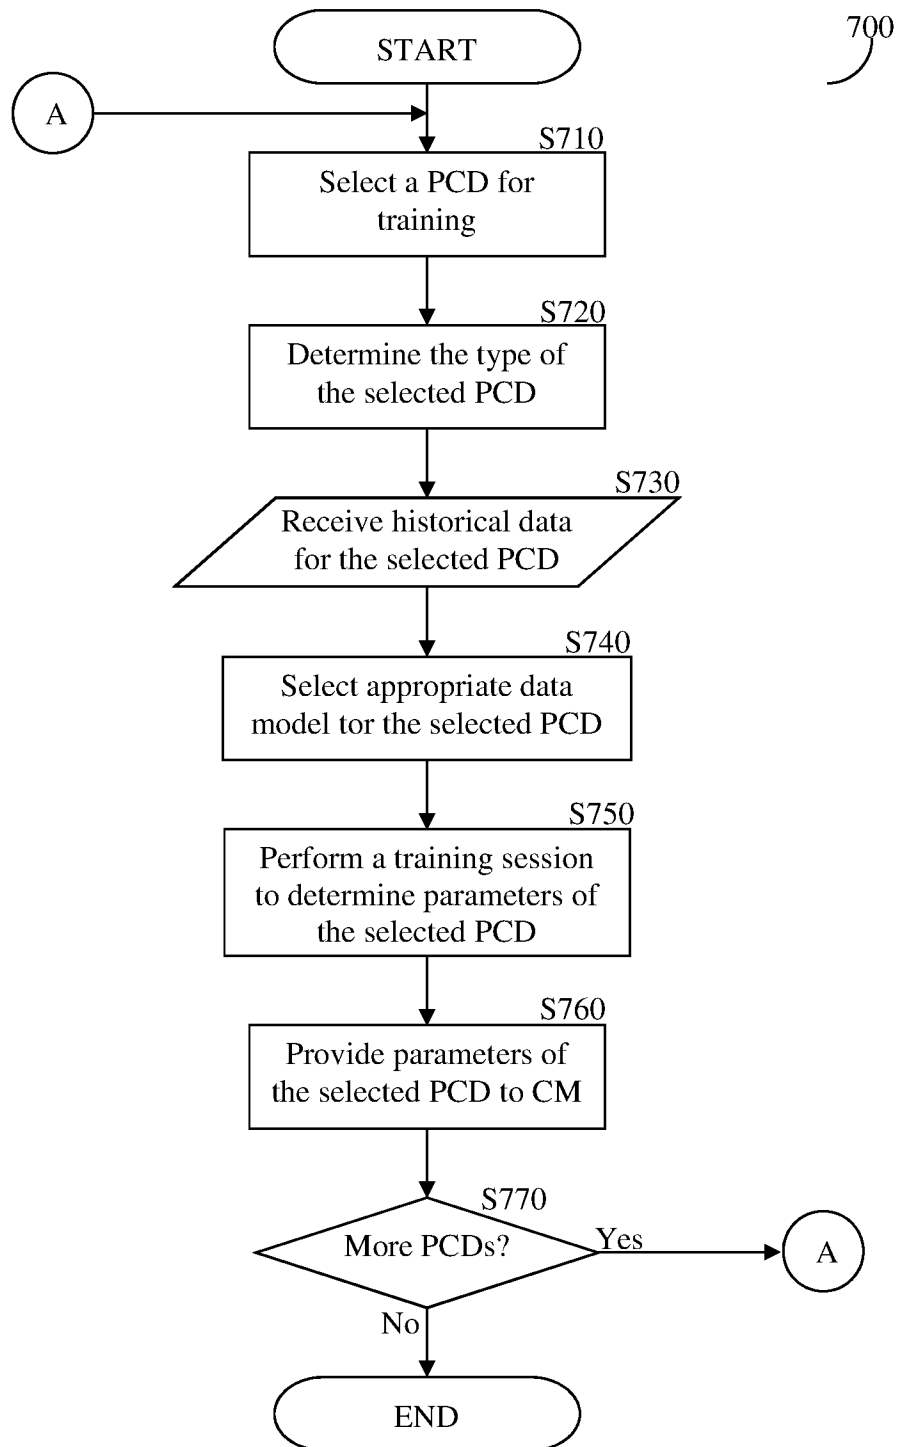 START
700
A
S710
Select a PCD for
training
S720
Determine the type of
the selected PCD
S730
Receive historical data
for the selected PCD
S740
Select appropriate data
model tor the selected PCD
S750
Perform a training session
to determine parameters of
the selected PCD
S760
Provide parameters of
the selected PCD to CM
S770
More PCDs?
Yes
A
No
END